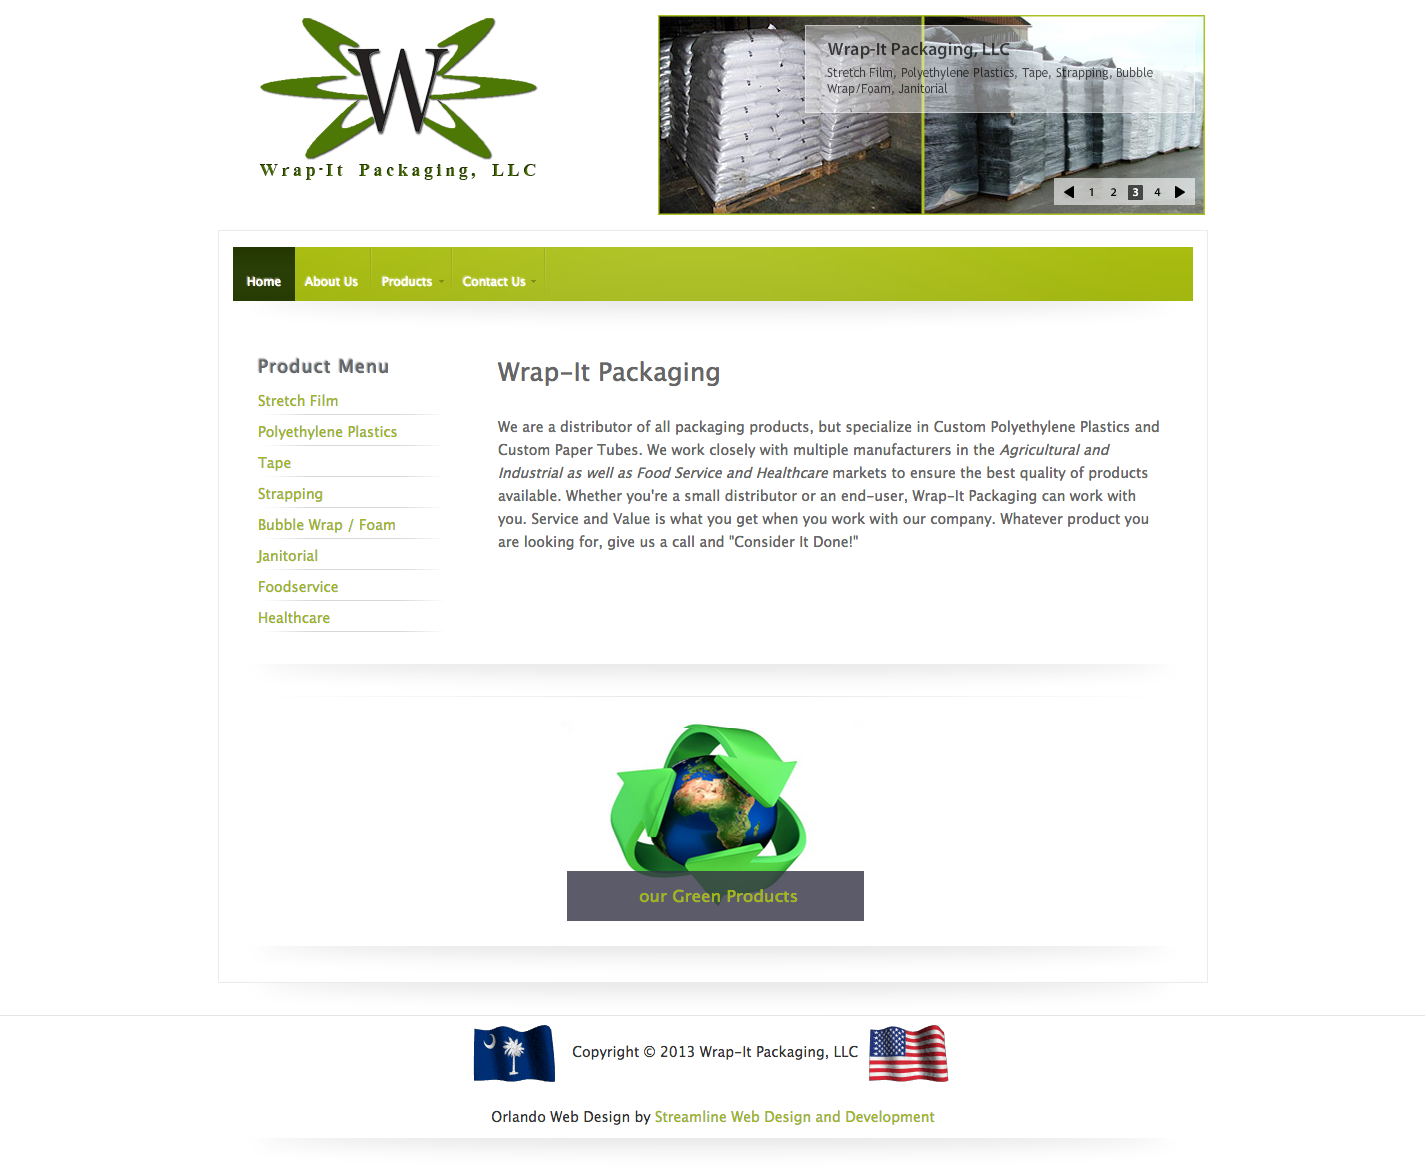 W
Wrap-It Packaging, LLC
Wrap-It Packaging, LLC
Stretch Film, Polyethylene Plastics, Tape, Strapping, Bubble
Wrap/Foam, Janitorial
1 2 3 4
Home About Us Products Contact Us
Product Menu
Stretch Film
Polyethylene Plastics
Tape
Strapping
Bubble Wrap / Foam
Janitorial
Foodservice
Healthcare
Wrap-It Packaging
We are a distributor of all packaging products, but specialize in Custom Polyethylene Plastics and
Custom Paper Tubes. We work closely with multiple manufacturers in the Agricultural and
Industrial as well as Food Service and Healthcare markets to ensure the best quality of products
available. Whether you're a small distributor or an end-user, Wrap-It Packaging can work with
you. Service and Value is what you get when you work with our company. Whatever product you
are looking for, give us a call and "Consider It Done!"
our Green Products
Copyright © 2013 Wrap-It Packaging, LLC
Orlando Web Design by Streamline Web Design and Development